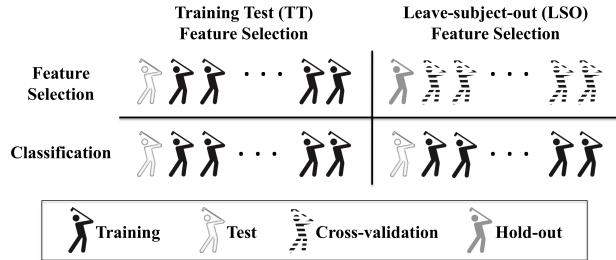 Training Test (TT)
Feature Selection
Leave-subject-out (LSO)
Feature Selection
Feature
Selection
Classification
Training
Test
Cross-validation
Hold-out